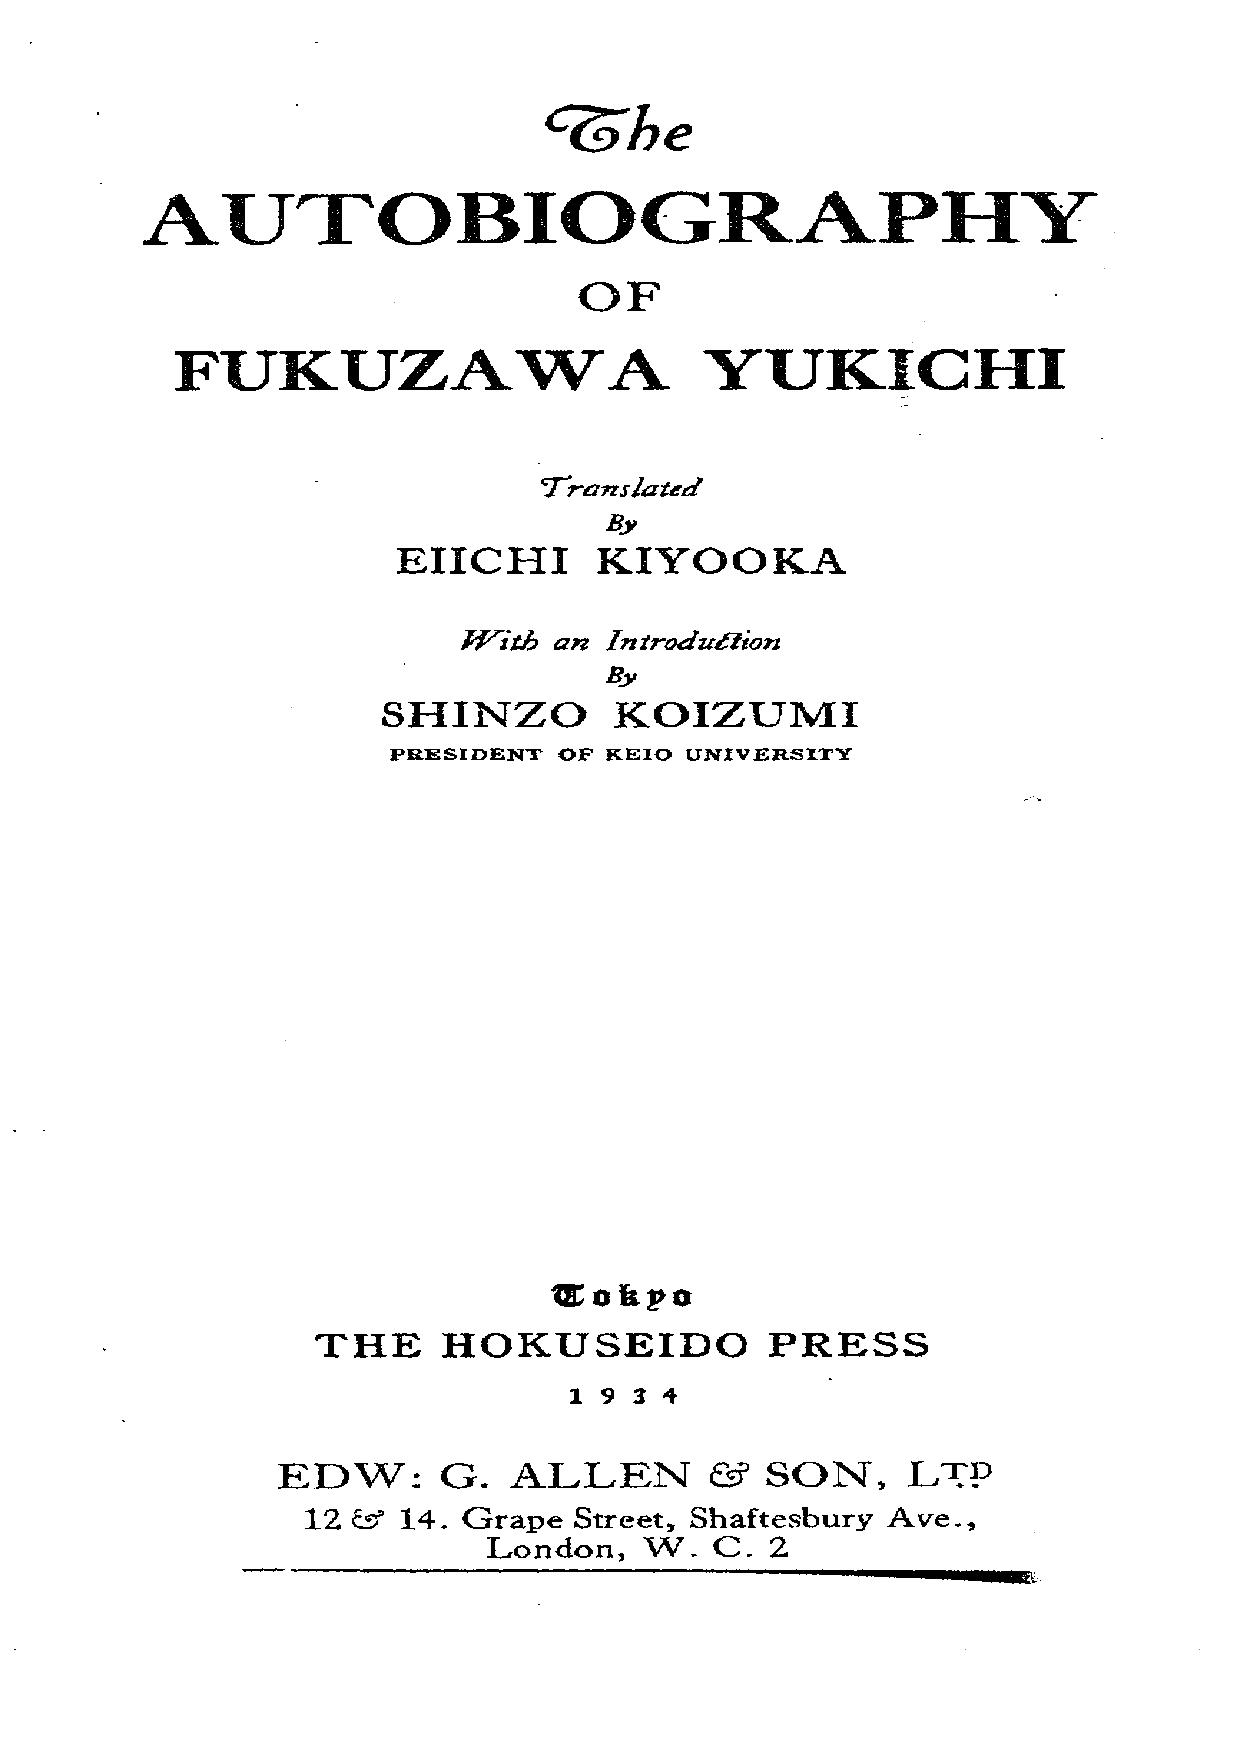 The
AUTOBIOGRAPHY
OF
FUKUZAWA YUKICHI
Translated
By
EIICHI KIYOOKA
With an Introduction
By
SHINZO KOIZUMI
PRESIDENT OF KEIO UNIVERSITY
Tokyo
THE HOKUSEIDO PRESS
1934
EDW: G. ALLEN & SON, LTD
12 & 14. Grape Street, Shaftesbury Ave.,
London, W. C. 2